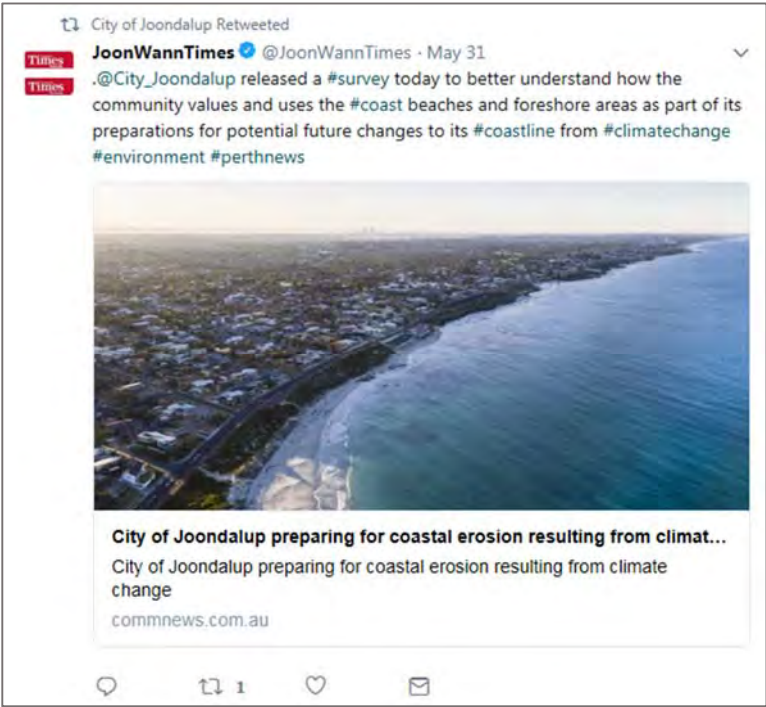 City of Joondalup Retweeted
Times
Times
JoonWannTimes @JoonWannTimes · May 31
.@City_Joondalup released a #survey today to better understand how the
community values and uses the #coast beaches and foreshore areas as part of its
preparations for potential future changes to its #coastline from #climatechange
#environment #perthnews
City of Joondalup preparing for coastal erosion resulting from climat...
City of Joondalup preparing for coastal erosion resulting from climate
change
commnews.com.au
1